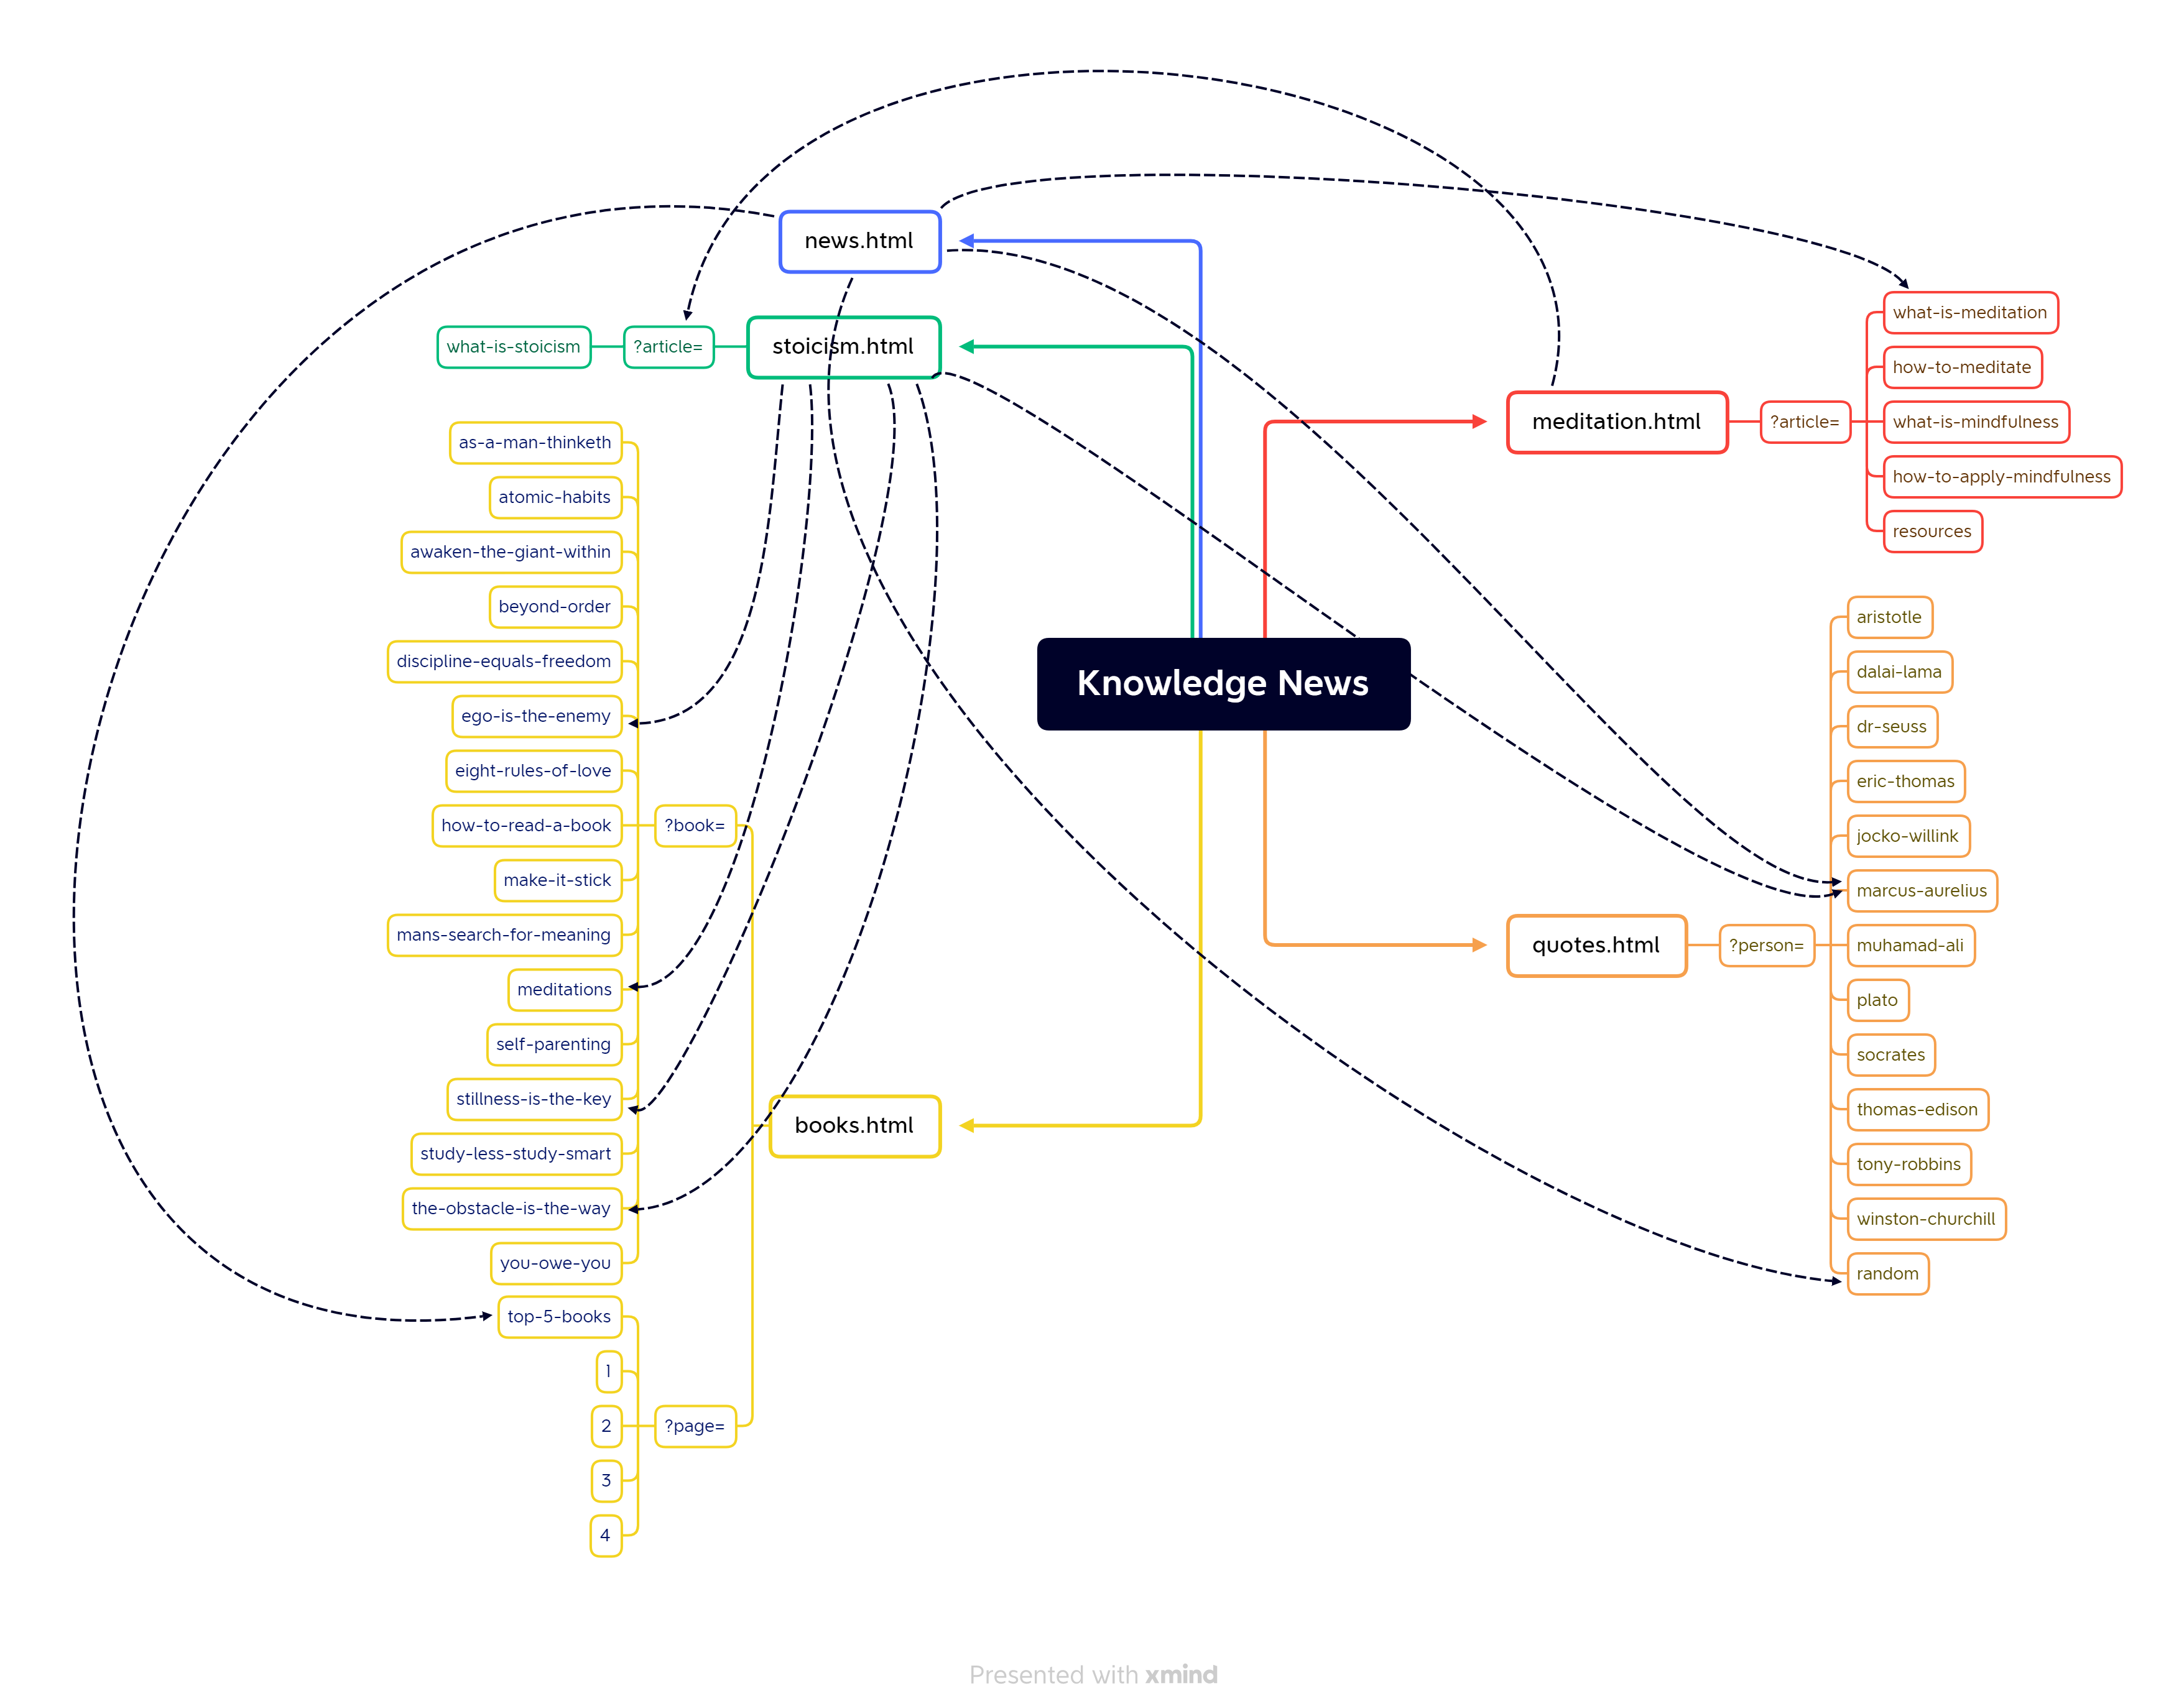 news.html
what-is-stoicism
?article=
stoicism.html
as-a-man-thinketh
atomic-habits
awaken-the-giant-within
beyond-order
discipline-equals-freedom
ego-is-the-enemy
eight-rules-of-love
how-to-read-a-book
?book=
make-it-stick
mans-search-for-meaning
meditations
self-parenting
stillness-is-the-key
study-less-study-smart
the-obstacle-is-the-way
you-owe-you
books.html
top-5-books
1
2
?page=
3
4
Knowledge News
meditation.html
?article=
what-is-meditation
how-to-meditate
what-is-mindfulness
how-to-apply-mindfulness
resources
quotes.html
?person=
aristotle
dalai-lama
dr-seuss
eric-thomas
jocko-willink
marcus-aurelius
muhamad-ali
plato
socrates
thomas-edison
tony-robbins
winston-churchill
random
Presented with xmind